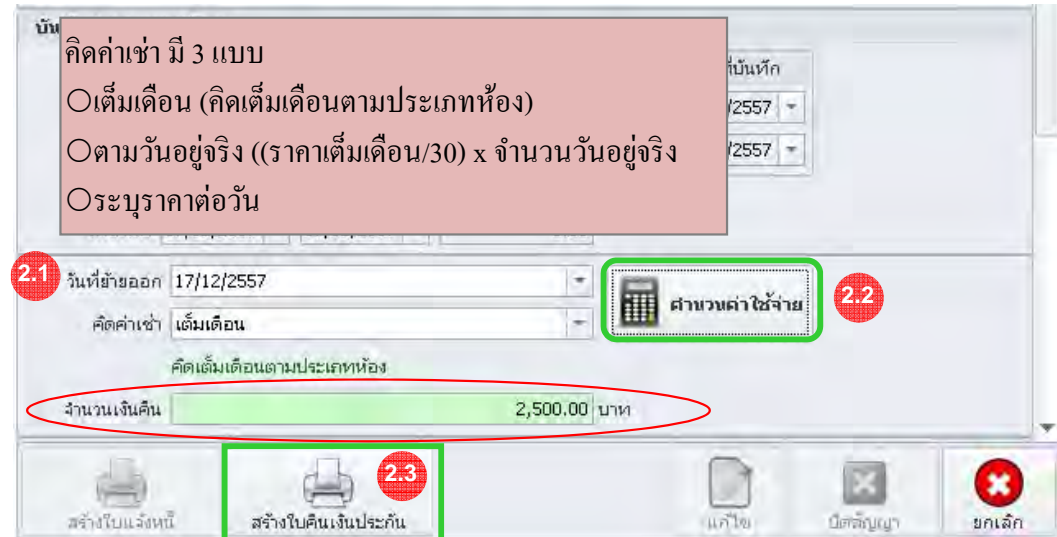 คิดค่าเช่า มี 3 แบบ
○เต็มเดือน (คิดเต็มเดือนตามประเภทห้อง)
○ตามวันอยู่จริง ((ราคาเต็มเดือน/30) x จำนวนวันอยู่จริง
○ระบุราคาต่อวัน
ที่บันทึก
/2557
/2557
2.1 วันที่ย้ายออก 17/12/2557
คำนวนค่าใช้จ่าย 2.2
คิดค่าเช่า เต็มเดือน
คิดเต็มเดือนตามประเภทห้อง
จำนวนเงินคืน 2,500.00 บาท
2.3
สร้างใบแจ้งหนี้ สร้างใบคืนเงินประกัน แก้ไข ปิดสัญญา ยกเลิก